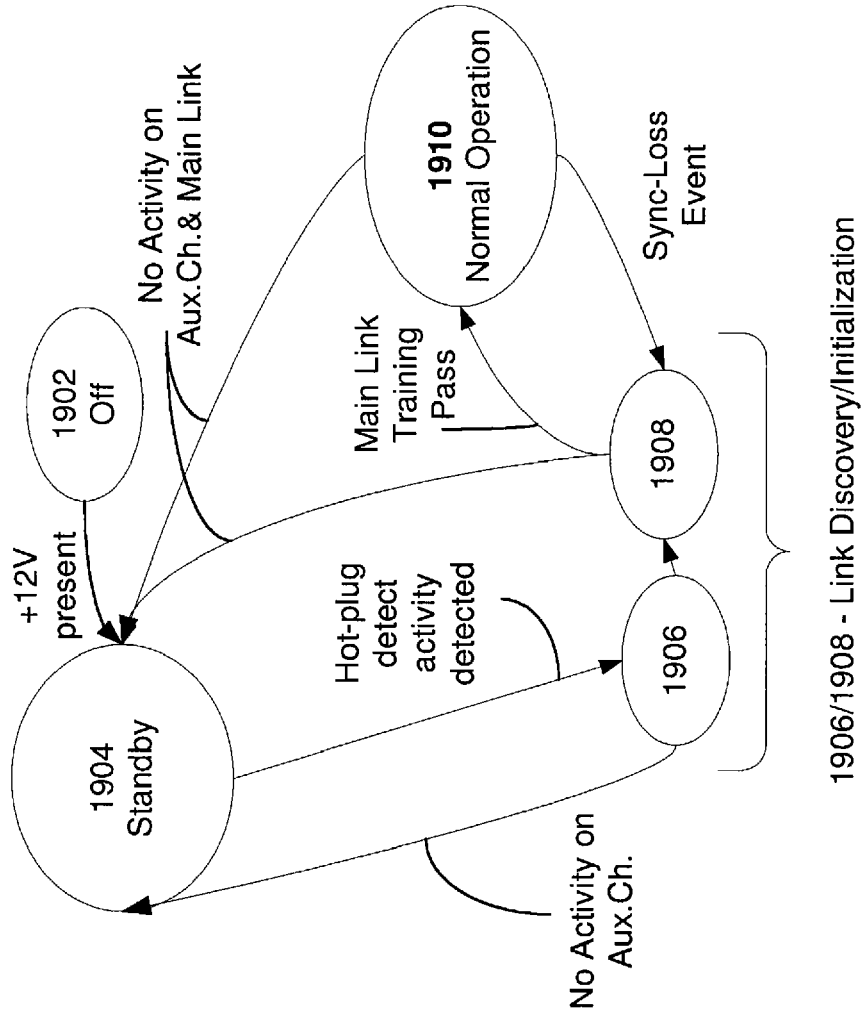 1902
Off
+12V
present
No Activity on
Aux.Ch.& Main Link
1904
Standby
Hot-plug
detect
activity
detected
Main Link
Training
Pass
1910
Normal Operation
No Activity on
Aux.Ch.
1906
1908
Sync-Loss
Event
1906/1908 - Link Discovery/Initialization